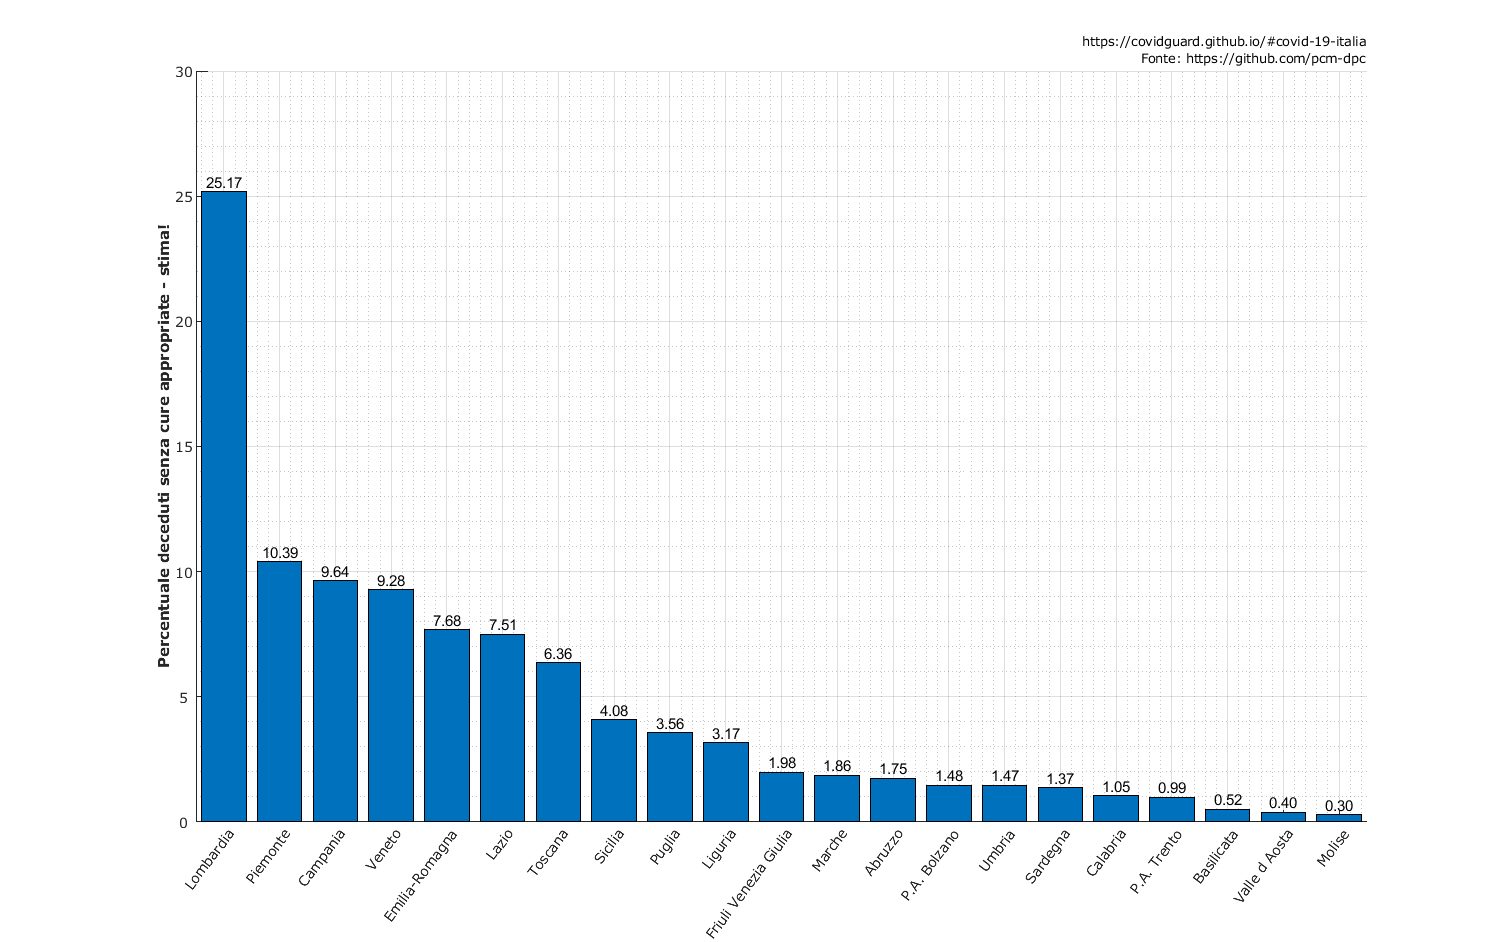 https://covidguard.github.io/#covid-19-italia
Fonte: https://github.com/pcm-dpc
Percentuale deceduti senza cure appropriate - stima!
30
25
20
15
10
5
0
25.17
10.39
9.64
9.28
7.68
7.51
6.36
4.08
3.56
3.17
1.98
1.86
1.75
1.48
1.47
1.37
1.05
0.99
0.52
0.40
0.30
Lombardia
Piemonte
Campania
Veneto
Emilia-Romagna
Lazio
Toscana
Sicilia
Puglia
Liguria
Friuli Venezia Giulia
Marche
Abruzzo
P.A. Bolzano
Umbria
Sardegna
Calabria
P.A. Trento
Basilicata
Valle d Aosta
Molise